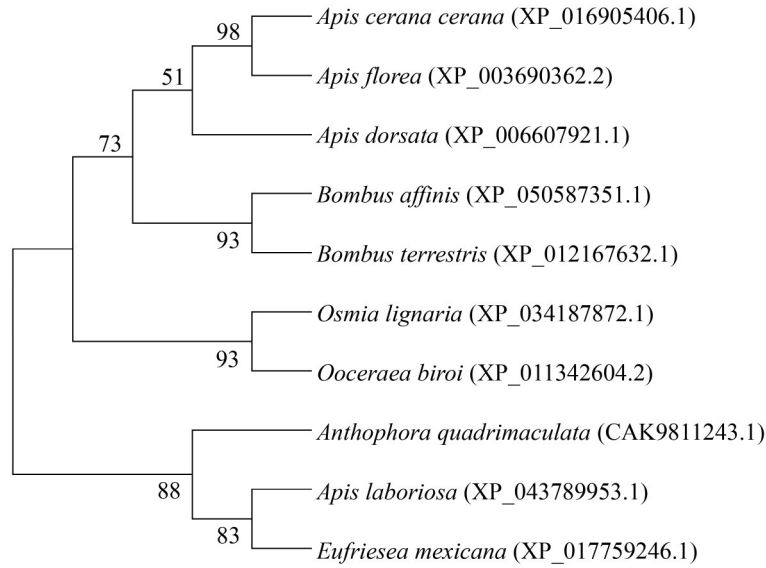 Apis cerana cerana (XP_016905406.1)
98
Apis florea (XP_003690362.2)
51
Apis dorsata (XP_006607921.1)
73
Bombus affinis (XP_050587351.1)
93
Bombus terrestris (XP_012167632.1)
Osmia lignaria (XP_034187872.1)
93
Ooceraea biroi (XP_011342604.2)
Anthophora quadrimaculata (CAK9811243.1)
88
Apis laboriosa (XP_043789953.1)
83
Eufriesea mexicana (XP_017759246.1)